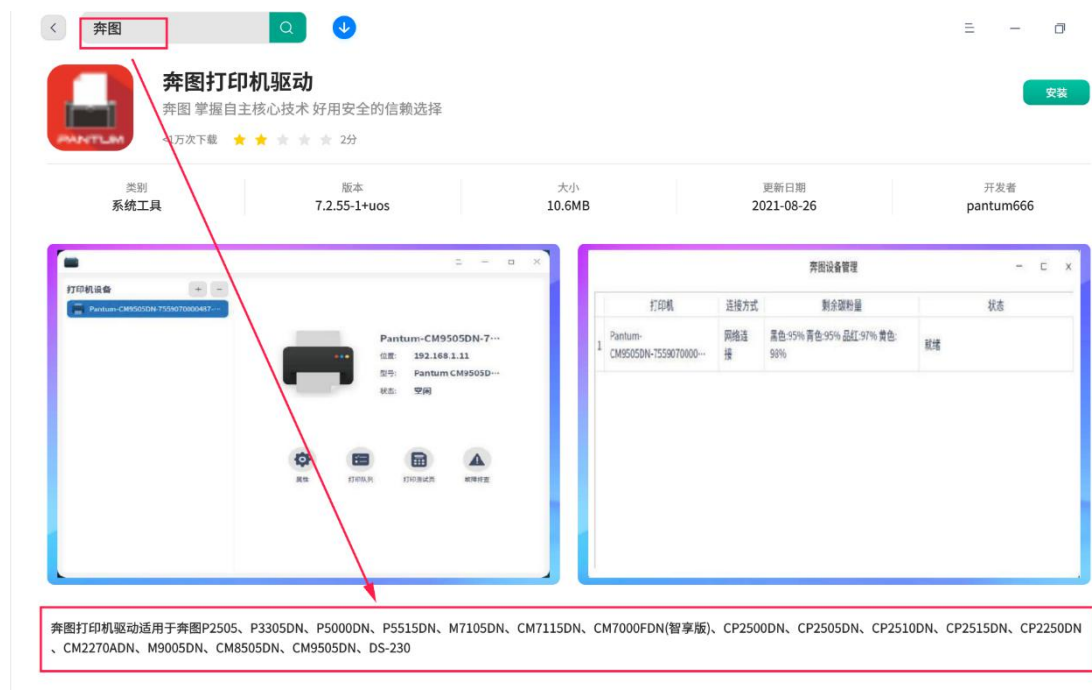 奔图
奔图打印机驱动
奔图 掌握自主核心技术 好用安全的信赖选择
<1万次下载 2分
安装
PANTUM
类别 版本 大小 更新日期 开发者
系统工具 7.2.55-1+uos 10.6MB 2021-08-26 pantum666
打印机设备
Pantum-CM9505DN-7559070000487···
Pantum-CM9505DN-7···
位置: 192.168.1.11
型号: Pantum CM9505D···
状态: 空闲
属性 打印队列 打印测试页 故障排查
奔图设备管理
打印机 连接方式 剩余碳粉量 状态
1 Pantum-CM9505DN-7559070000··· 网络连接 黑色:95% 青色:95% 品红:97% 黄色:98% 就绪
奔图打印机驱动适用于奔图P2505、P3305DN、P5000DN、P5515DN、M7105DN、CM7115DN、CM7000FDN(智享版)、CP2500DN、CP2505DN、CP2510DN、CP2515DN、CP2250DN
、CM2270ADN、M9005DN、CM8505DN、CM9505DN、DS-230